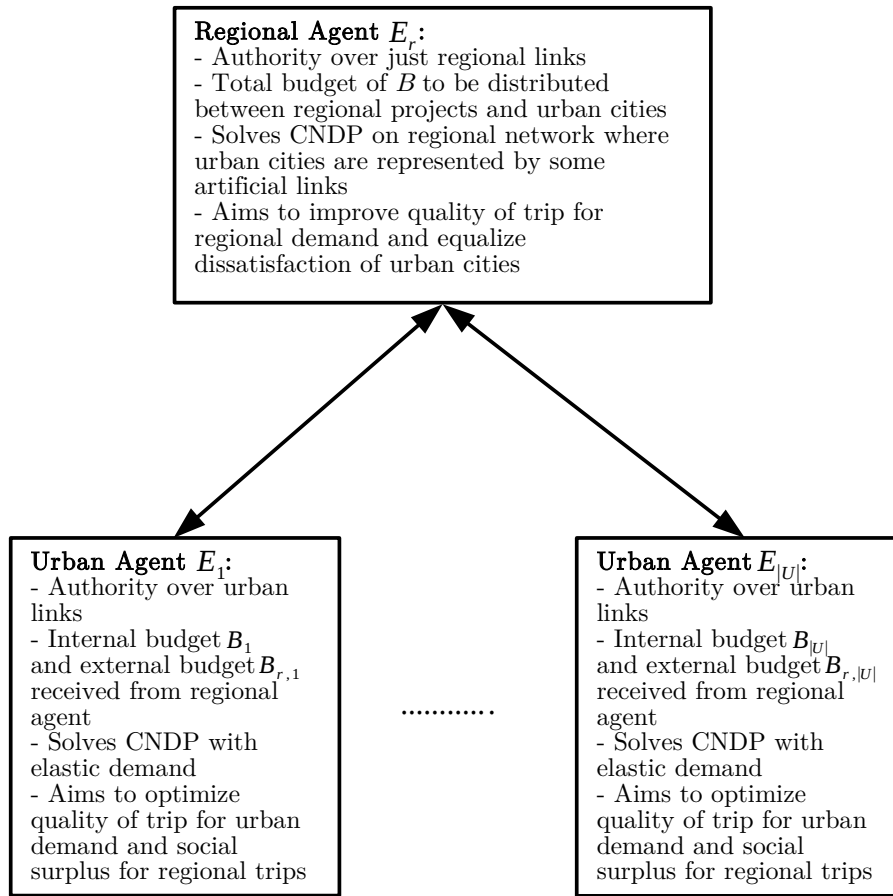 Regional Agent E_r:
- Authority over just regional links
- Total budget of B to be distributed
between regional projects and urban cities
- Solves CNDP on regional network where
urban cities are represented by some
artificial links
- Aims to improve quality of trip for
regional demand and equalize
dissatisfaction of urban cities
Urban Agent E_1:
- Authority over urban
links
- Internal budget B_1
and external budget B_{r,1}
received from regional
agent
- Solves CNDP with
elastic demand
- Aims to optimize
quality of trip for urban
demand and social
surplus for regional trips
............
Urban Agent E_{|U|}:
- Authority over urban
links
- Internal budget B_{|U|}
and external budget B_{r,|U|}
received from regional
agent
- Solves CNDP with
elastic demand
- Aims to optimize
quality of trip for urban
demand and social
surplus for regional trips